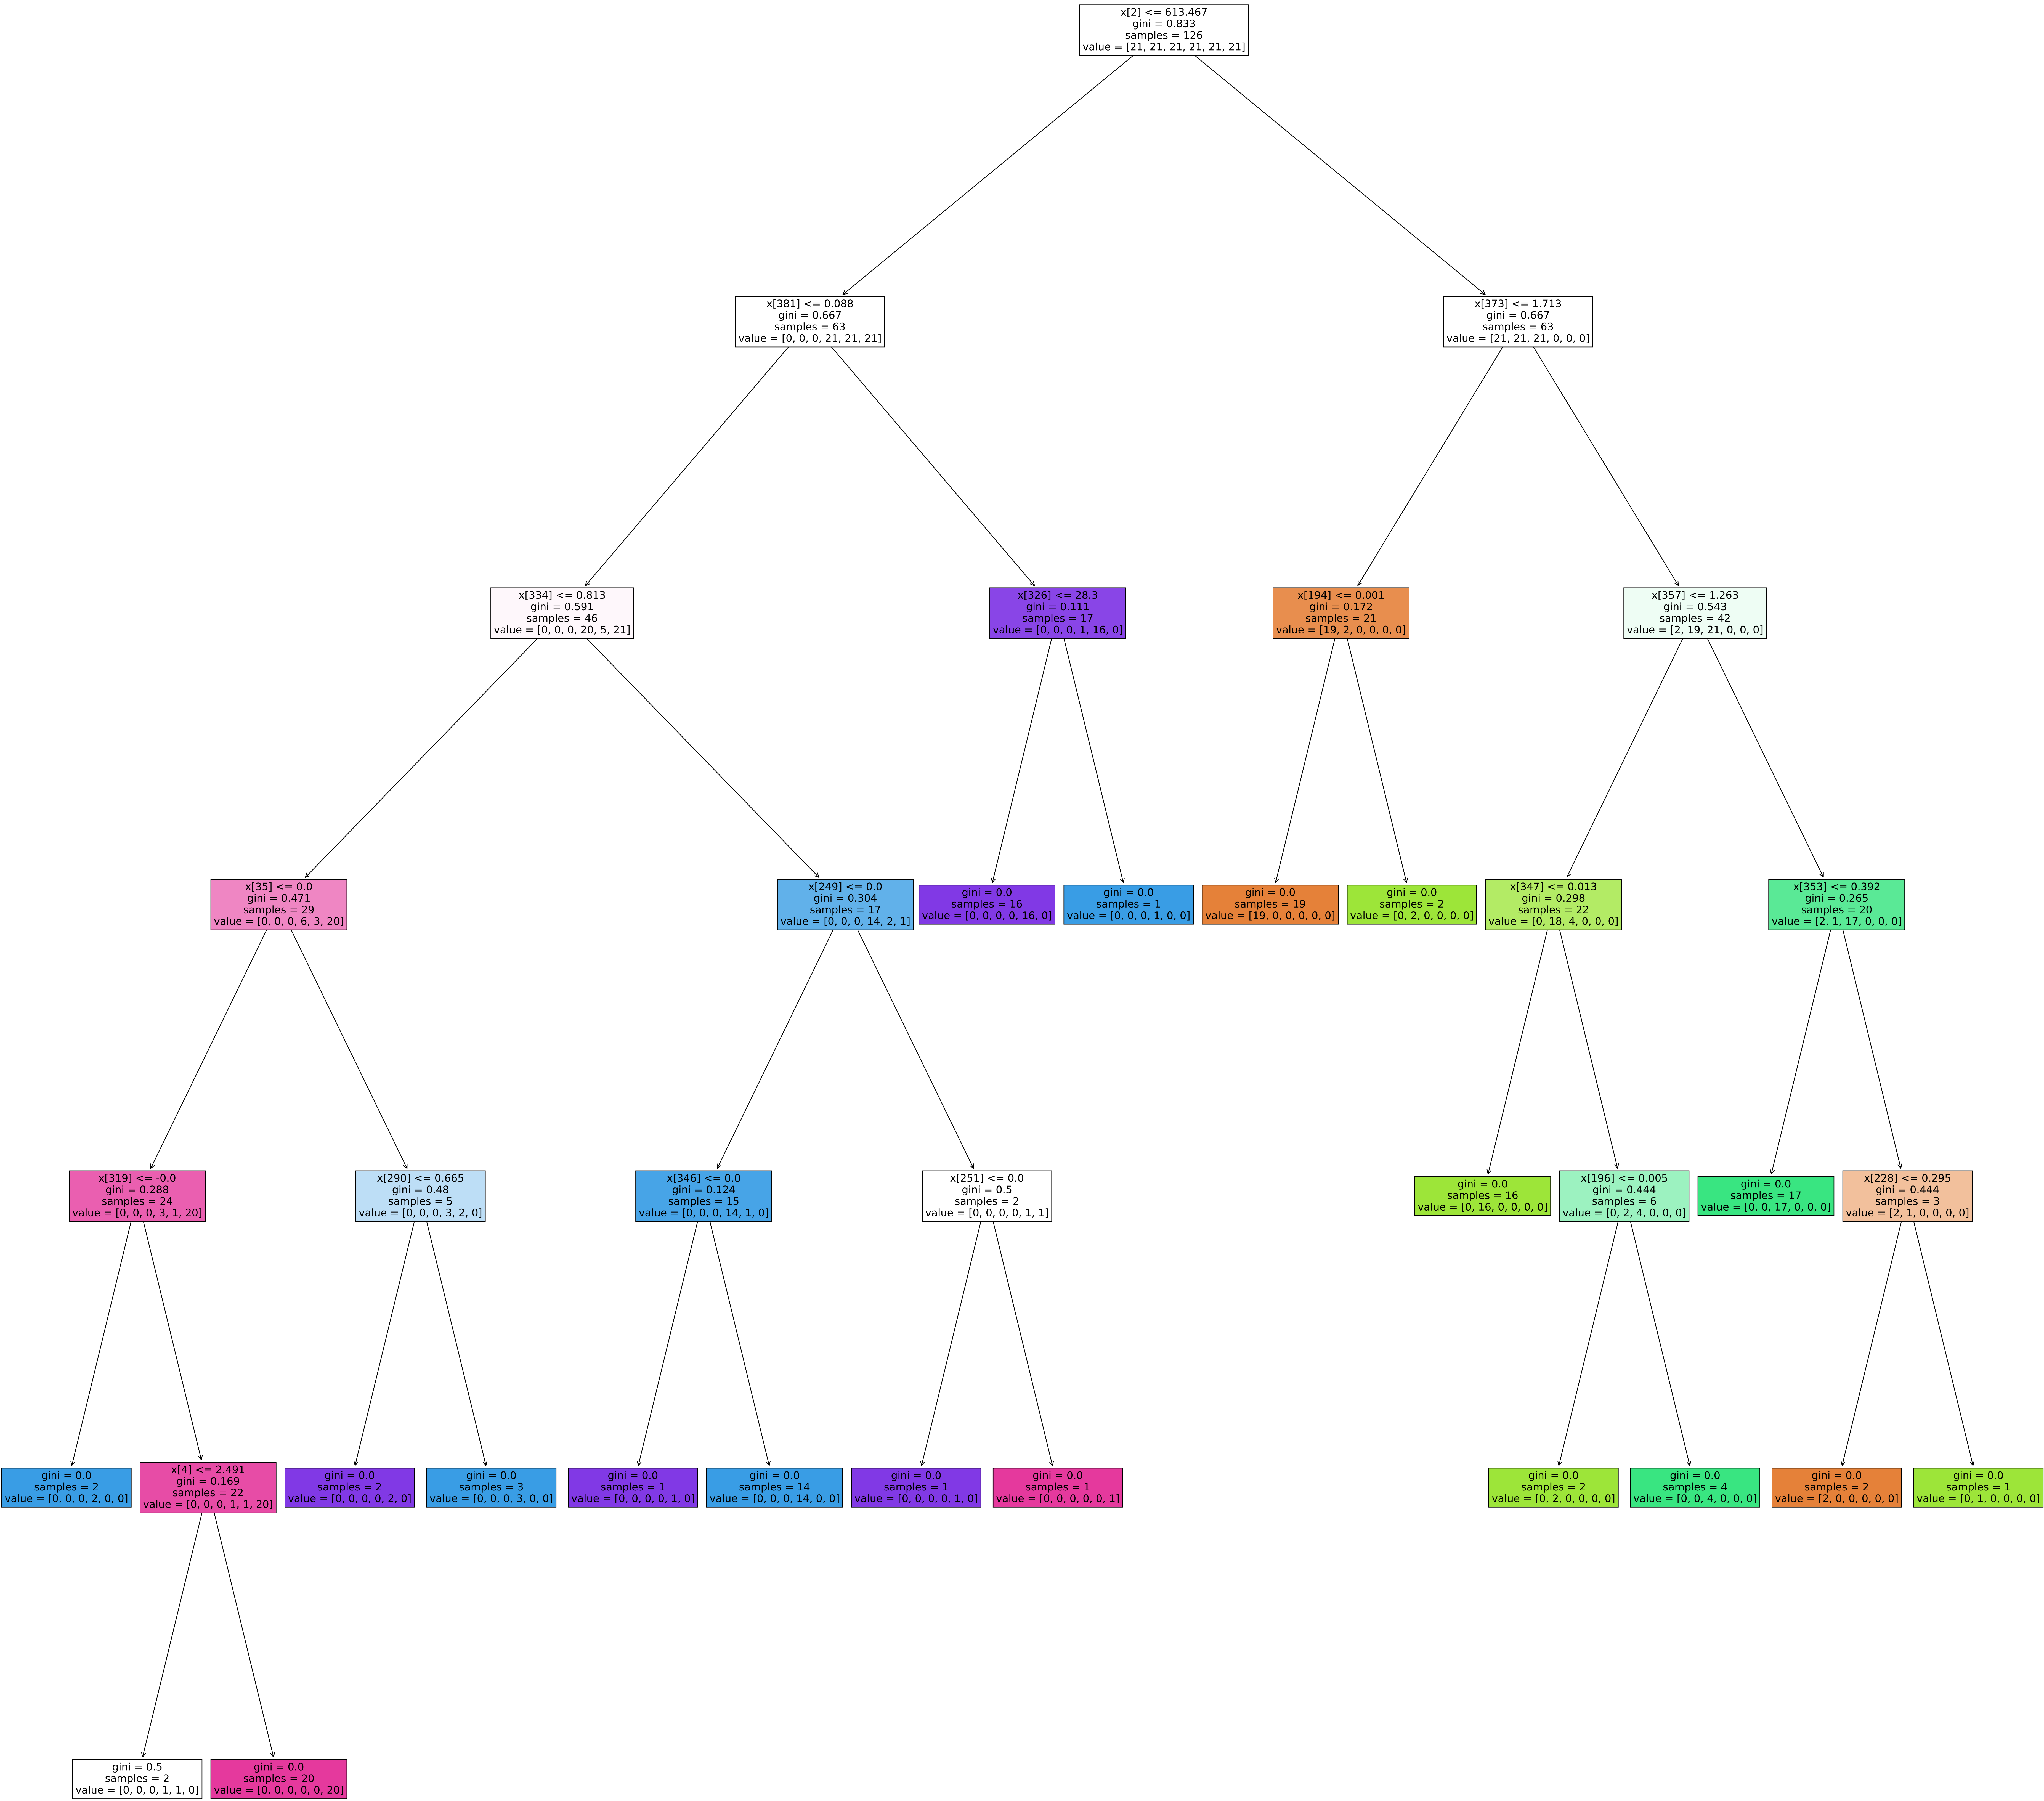 x[2] <= 613.467
gini = 0.833
samples = 126
value = [21, 21, 21, 21, 21, 21]
x[381] <= 0.088
gini = 0.667
samples = 63
value = [0, 0, 0, 21, 21, 21]
x[373] <= 1.713
gini = 0.667
samples = 63
value = [21, 21, 21, 0, 0, 0]
x[334] <= 0.813
gini = 0.591
samples = 46
value = [0, 0, 0, 20, 5, 21]
x[326] <= 28.3
gini = 0.111
samples = 17
value = [0, 0, 0, 1, 16, 0]
x[194] <= 0.001
gini = 0.172
samples = 21
value = [19, 2, 0, 0, 0, 0]
x[357] <= 1.263
gini = 0.543
samples = 42
value = [2, 19, 21, 0, 0, 0]
x[35] <= 0.0
gini = 0.471
samples = 29
value = [0, 0, 0, 6, 3, 20]
x[249] <= 0.0
gini = 0.304
samples = 17
value = [0, 0, 0, 14, 2, 1]
gini = 0.0
samples = 16
value = [0, 0, 0, 0, 16, 0]
gini = 0.0
samples = 1
value = [0, 0, 0, 1, 0, 0]
gini = 0.0
samples = 19
value = [19, 0, 0, 0, 0, 0]
gini = 0.0
samples = 2
value = [0, 2, 0, 0, 0, 0]
x[347] <= 0.013
gini = 0.298
samples = 22
value = [0, 18, 4, 0, 0, 0]
x[353] <= 0.392
gini = 0.265
samples = 20
value = [2, 1, 17, 0, 0, 0]
x[319] <= -0.0
gini = 0.288
samples = 24
value = [0, 0, 0, 3, 1, 20]
x[290] <= 0.665
gini = 0.48
samples = 5
value = [0, 0, 0, 3, 2, 0]
x[346] <= 0.0
gini = 0.124
samples = 15
value = [0, 0, 0, 14, 1, 0]
x[251] <= 0.0
gini = 0.5
samples = 2
value = [0, 0, 0, 0, 1, 1]
gini = 0.0
samples = 16
value = [0, 16, 0, 0, 0, 0]
x[196] <= 0.005
gini = 0.444
samples = 6
value = [0, 2, 4, 0, 0, 0]
gini = 0.0
samples = 17
value = [0, 0, 17, 0, 0, 0]
x[228] <= 0.295
gini = 0.444
samples = 3
value = [2, 1, 0, 0, 0, 0]
gini = 0.0
samples = 2
value = [0, 0, 0, 2, 0, 0]
x[4] <= 2.491
gini = 0.169
samples = 22
value = [0, 0, 0, 1, 1, 20]
gini = 0.0
samples = 2
value = [0, 0, 0, 0, 2, 0]
gini = 0.0
samples = 3
value = [0, 0, 0, 3, 0, 0]
gini = 0.0
samples = 1
value = [0, 0, 0, 0, 1, 0]
gini = 0.0
samples = 14
value = [0, 0, 0, 14, 0, 0]
gini = 0.0
samples = 1
value = [0, 0, 0, 0, 1, 0]
gini = 0.0
samples = 1
value = [0, 0, 0, 0, 0, 1]
gini = 0.0
samples = 2
value = [0, 2, 0, 0, 0, 0]
gini = 0.0
samples = 4
value = [0, 0, 4, 0, 0, 0]
gini = 0.0
samples = 2
value = [2, 0, 0, 0, 0, 0]
gini = 0.0
samples = 1
value = [0, 1, 0, 0, 0, 0]
gini = 0.5
samples = 2
value = [0, 0, 0, 1, 1, 0]
gini = 0.0
samples = 20
value = [0, 0, 0, 0, 0, 20]